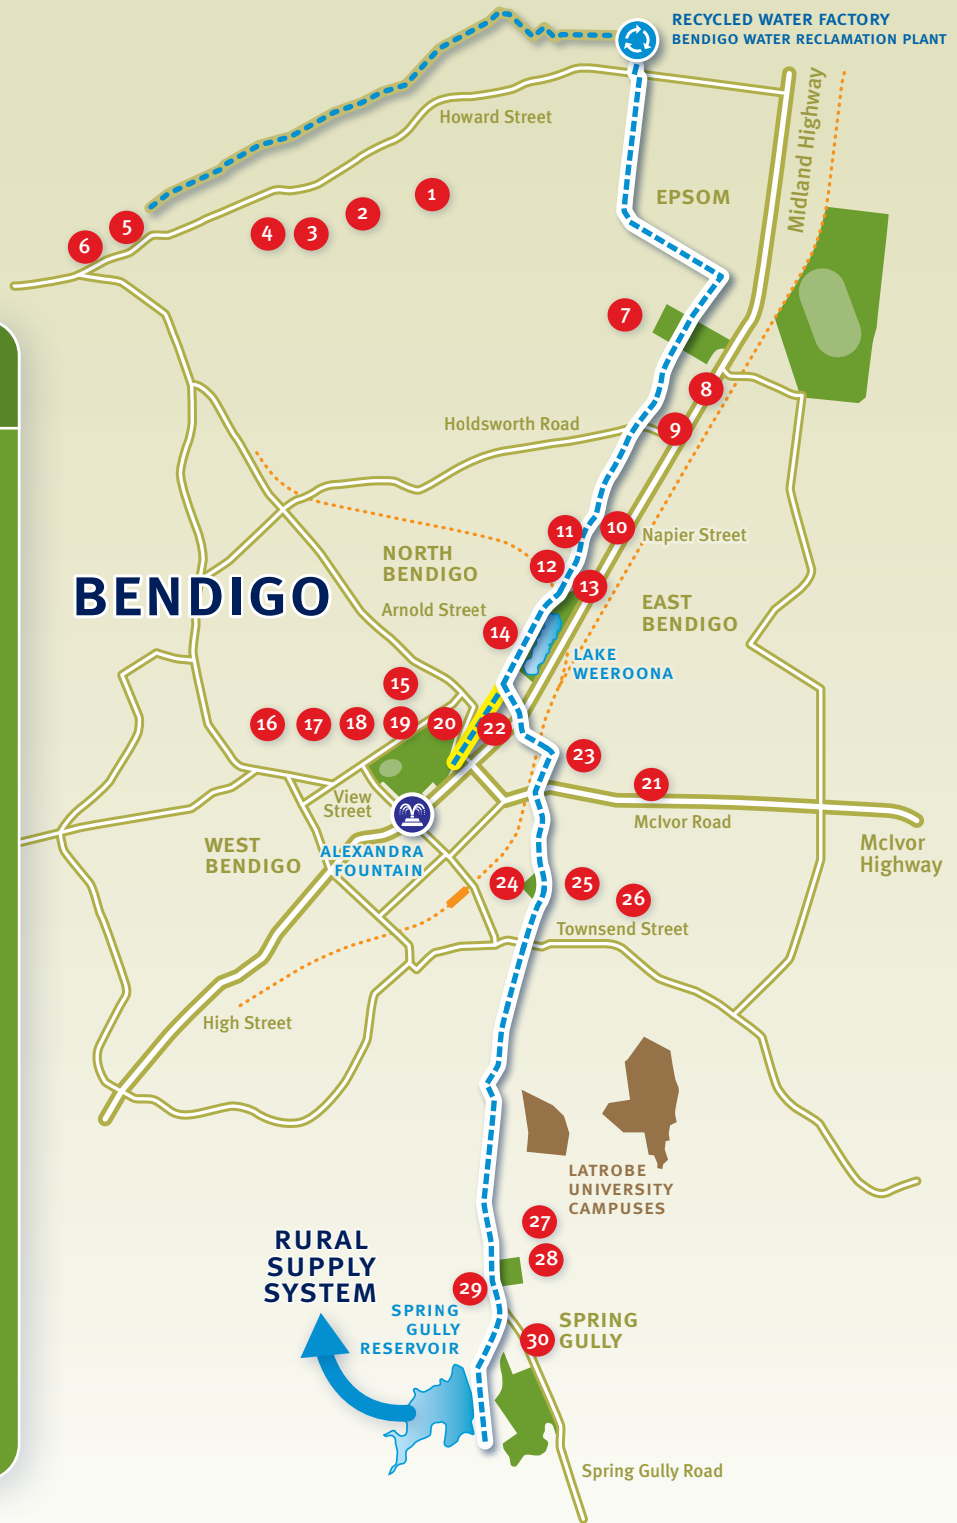 RECYCLED WATER FACTORY
BENDIGO WATER RECLAMATION PLANT
Howard Street
Midland Highway
EPSOM
1
2
3
4
5
6
7
8
Holdsworth Road
9
10
11
Napier Street
12
NORTH
BENDIGO
13
BENDIGO
Arnold Street
EAST
BENDIGO
14
LAKE
WEEROONA
15
16
17
18
19
20
22
23
21
View
Street
McIvor Road
McIvor
Highway
WEST
BENDIGO
ALEXANDRA
FOUNTAIN
24
25
26
Townsend Street
High Street
LATROBE
UNIVERSITY
CAMPUSES
27
28
RURAL
SUPPLY
SYSTEM
29
SPRING
GULLY
RESERVOIR
30
SPRING
GULLY
Spring Gully Road